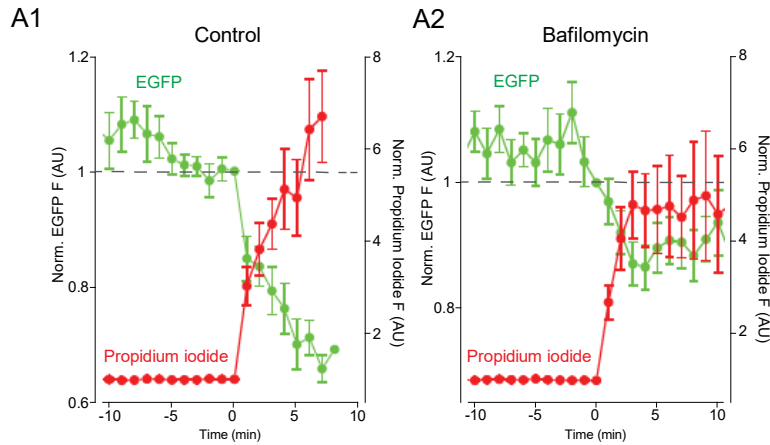 A1
Control
1.2
1
0.8
0.6
Norm. EGFP F (AU)
EGFP
Propidium iodide
8
6
4
2
Norm. Propidium Iodide F
(AU)
-10
-5
0
5
10
Time (min)
A2
Bafilomycin
1.2
1
0.8
Norm. EGFP F (AU)
EGFP
Propidium iodide
8
6
4
2
Norm. Propidium Iodide F
(AU)
-10
-5
0
5
10
Time (min)